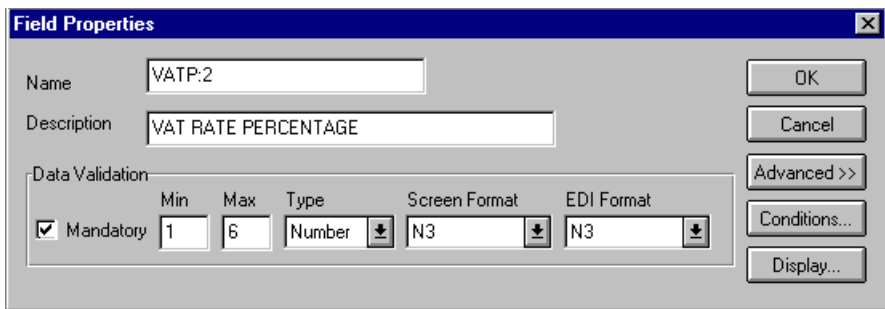 Field Properties
Name VATP:2 OK
Description VAT RATE PERCENTAGE Cancel
Data Validation Advanced >>
Min Max Type Screen Format EDI Format
Mandatory 1 6 Number N3 N3 Conditions...
Display...